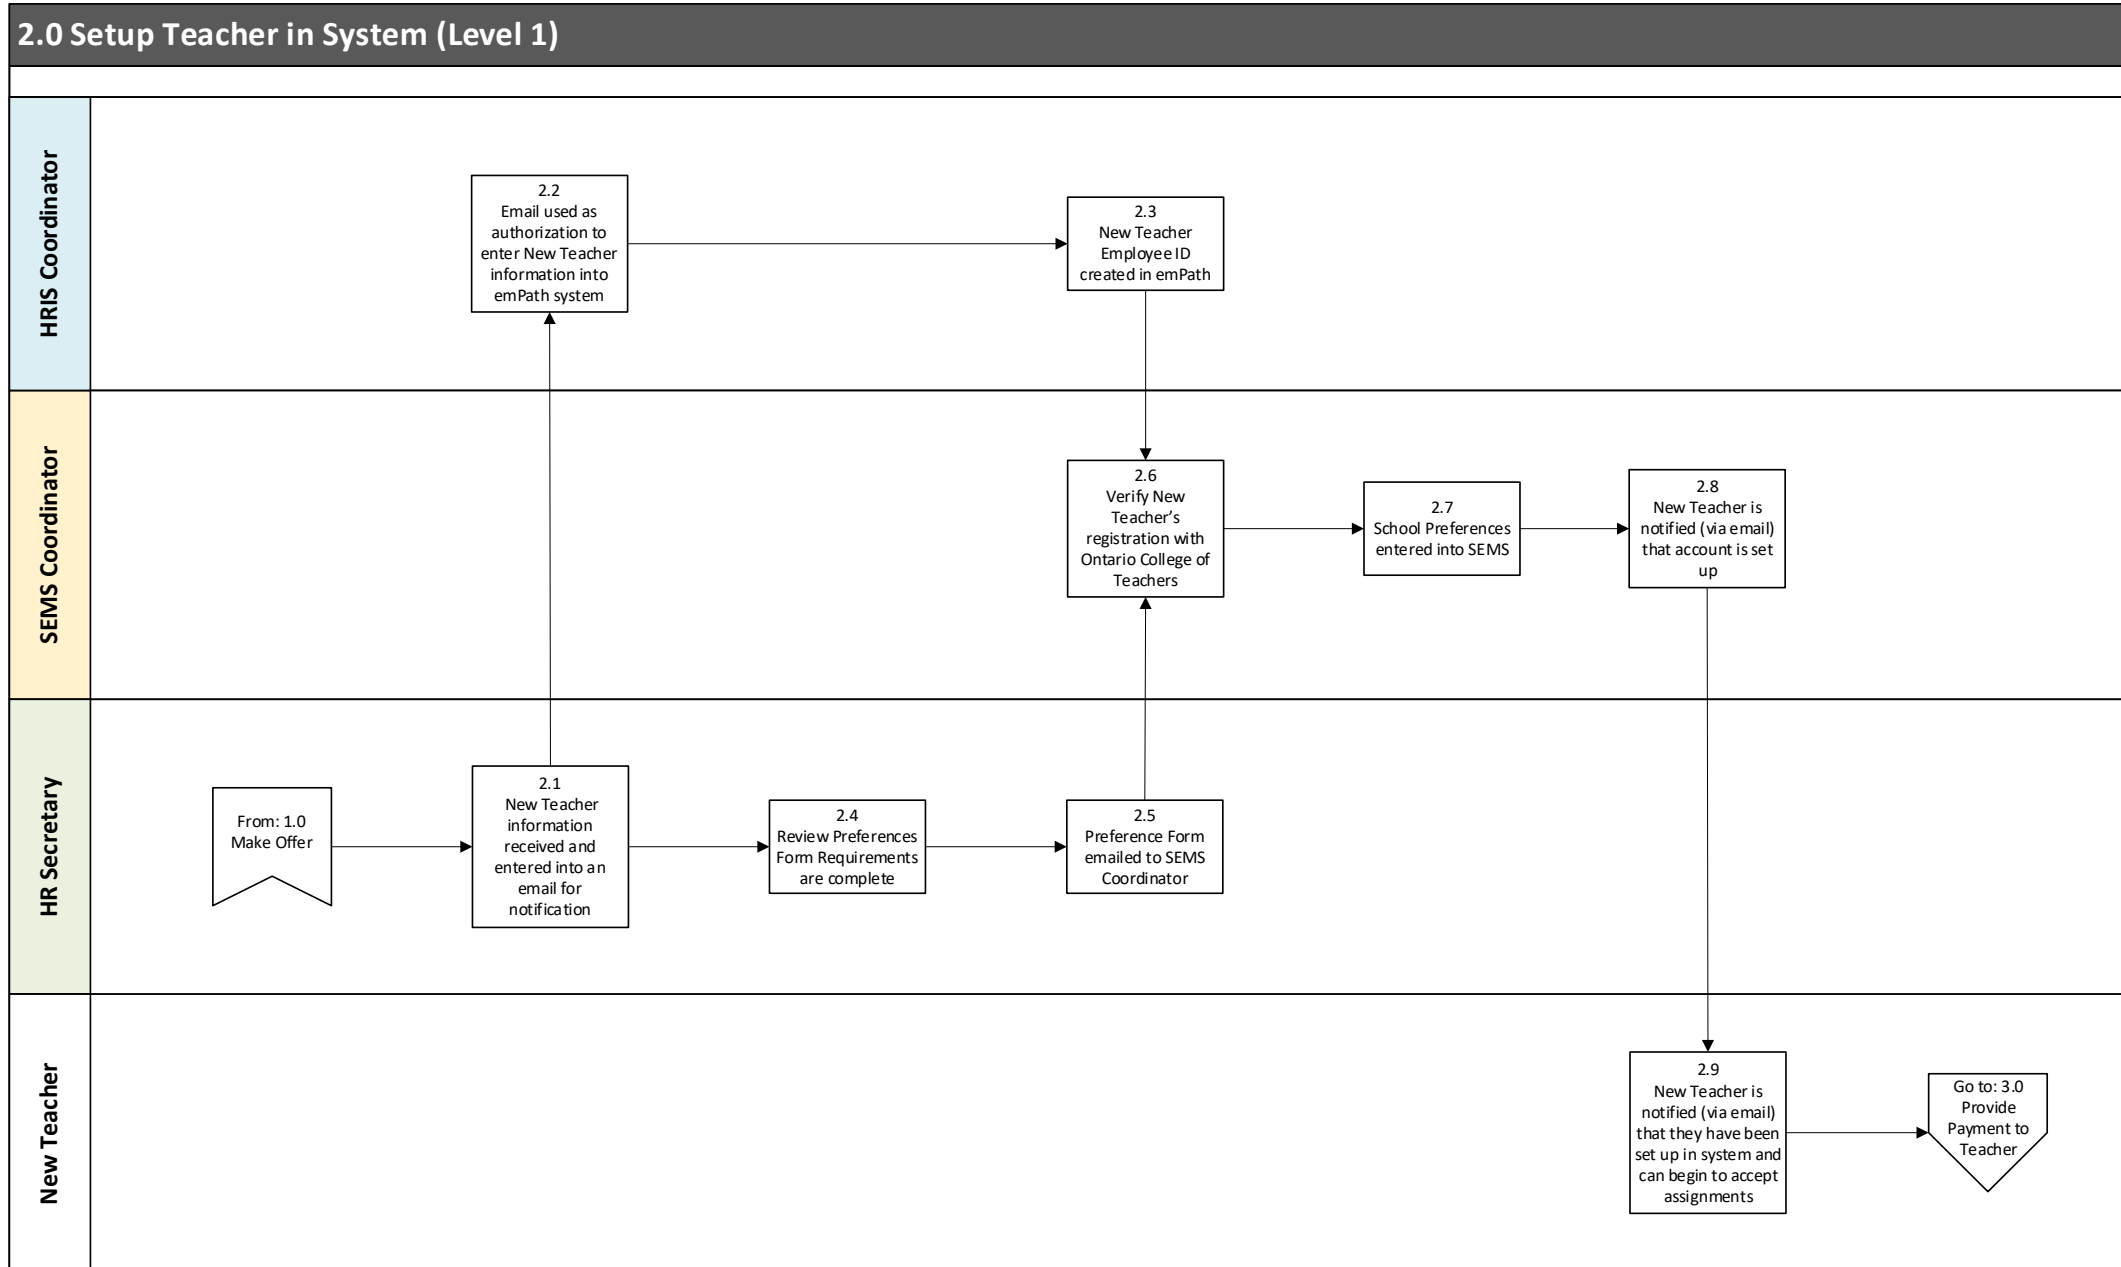 2.0 Setup Teacher in System (Level 1)
HRIS Coordinator
2.2
Email used as
authorization to
enter New Teacher
information into
emPath system
2.3
New Teacher
Employee ID
created in emPath
SEMS Coordinator
2.6
Verify New
Teacher’s
registration with
Ontario College of
Teachers
2.7
School Preferences
entered into SEMS
2.8
New Teacher is
notified (via email)
that account is set
up
HR Secretary
From: 1.0
Make Offer
2.1
New Teacher
information
received and
entered into an
email for
notification
2.4
Review Preferences
Form Requirements
are complete
2.5
Preference Form
emailed to SEMS
Coordinator
New Teacher
2.9
New Teacher is
notified (via email)
that they have been
set up in system and
can begin to accept
assignments
Go to: 3.0
Provide
Payment to
Teacher